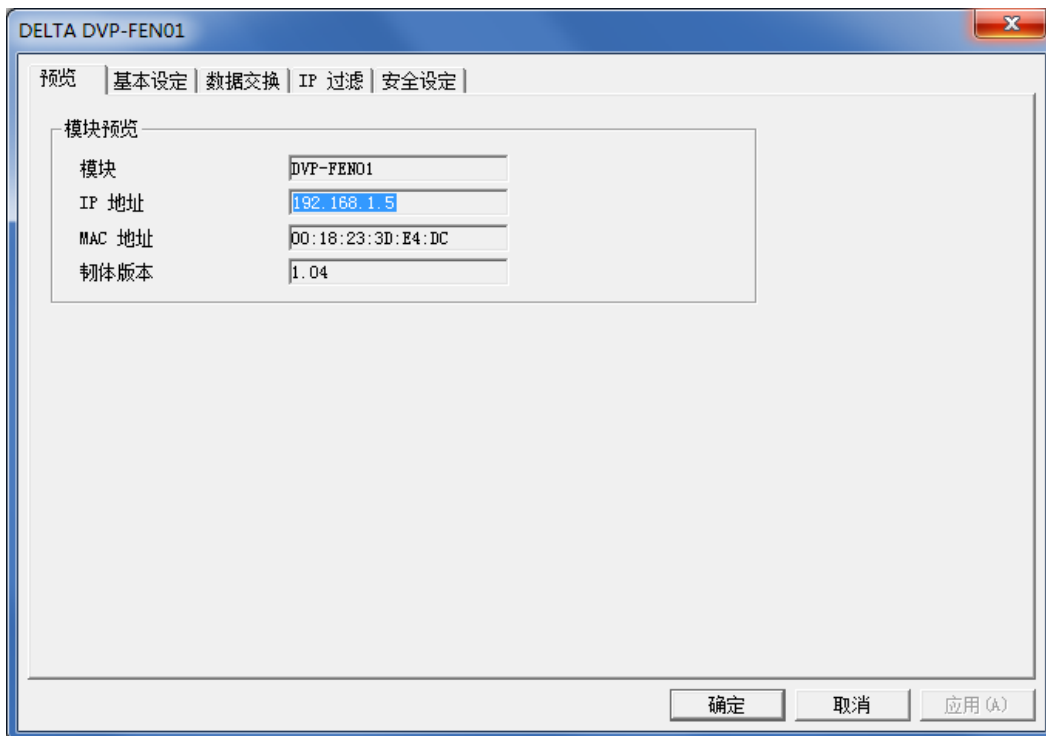 DELTA DVP-FEN01
预览 基本设定 数据交换 IP 过滤 安全设定
模块预览
模块 DVP-FEN01
IP 地址 192.168.1.5
MAC 地址 00:18:23:3D:E4:DC
韧体版本 1.04
确定 取消 应用(A)